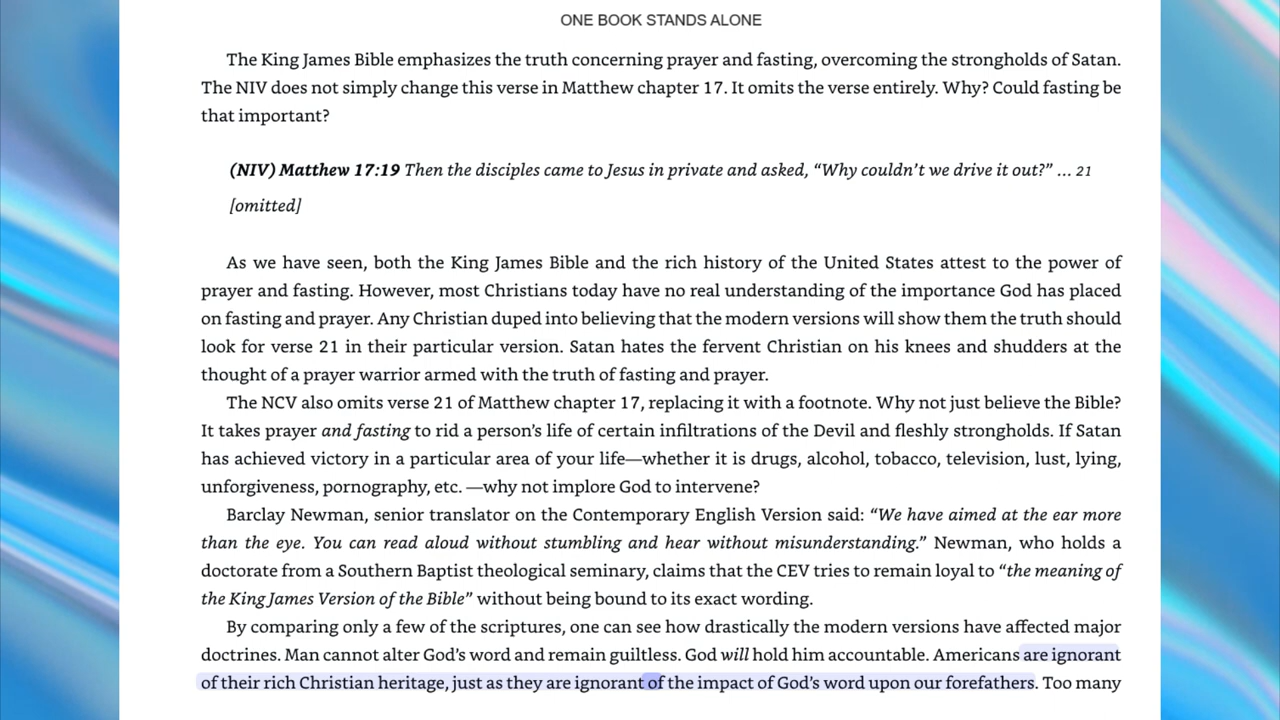 ONE BOOK STANDS ALONE
The King James Bible emphasizes the truth concerning prayer and fasting, overcoming the strongholds of Satan.
The NIV does not simply change this verse in Matthew chapter 17. It omits the verse entirely. Why? Could fasting be
that important?
(NIV) Matthew 17:19 Then the disciples came to Jesus in private and asked, “Why couldn’t we drive it out?” … 21
[omitted]
As we have seen, both the King James Bible and the rich history of the United States attest to the power of
prayer and fasting. However, most Christians today have no real understanding of the importance God has placed
on fasting and prayer. Any Christian duped into believing that the modern versions will show them the truth should
look for verse 21 in their particular version. Satan hates the fervent Christian on his knees and shudders at the
thought of a prayer warrior armed with the truth of fasting and prayer.
The NCV also omits verse 21 of Matthew chapter 17, replacing it with a footnote. Why not just believe the Bible?
It takes prayer and fasting to rid a person’s life of certain infiltrations of the Devil and fleshly strongholds. If Satan
has achieved victory in a particular area of your life—whether it is drugs, alcohol, tobacco, television, lust, lying,
unforgiveness, pornography, etc. —why not implore God to intervene?
Barclay Newman, senior translator on the Contemporary English Version said: “We have aimed at the ear more
than the eye. You can read aloud without stumbling and hear without misunderstanding.” Newman, who holds a
doctorate from a Southern Baptist theological seminary, claims that the CEV tries to remain loyal to “the meaning of
the King James Version of the Bible” without being bound to its exact wording.
By comparing only a few of the scriptures, one can see how drastically the modern versions have affected major
doctrines. Man cannot alter God’s word and remain guiltless. God will hold him accountable. Americans are ignorant
of their rich Christian heritage, just as they are ignorant of the impact of God’s word upon our forefathers. Too many